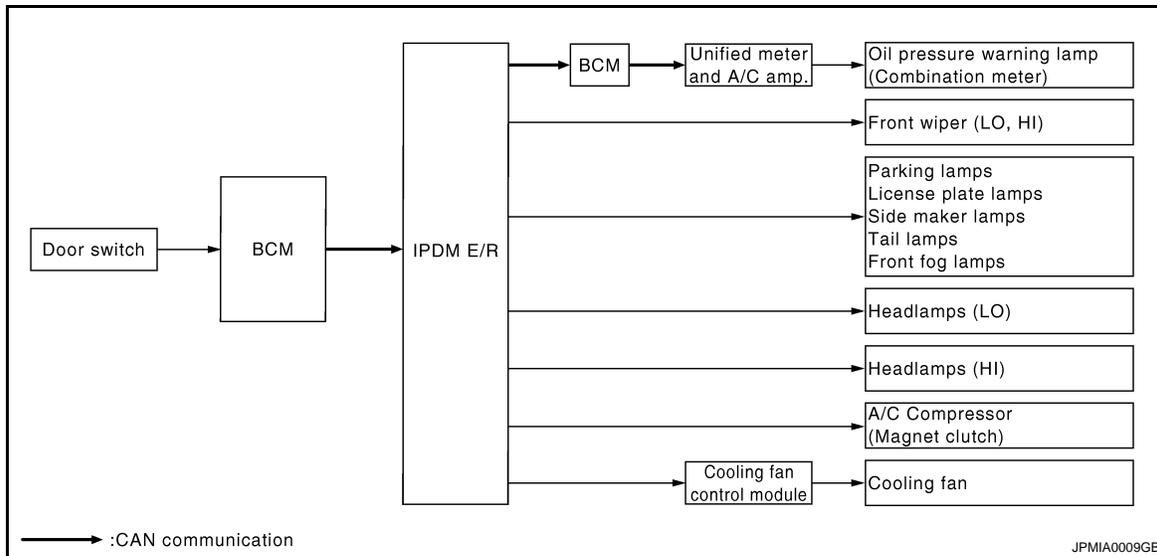 Door switch
BCM
IPDM E/R
BCM
Unified meter
and A/C amp.
Oil pressure warning lamp
(Combination meter)
Front wiper (LO, HI)
Parking lamps
License plate lamps
Side maker lamps
Tail lamps
Front fog lamps
Headlamps (LO)
Headlamps (HI)
A/C Compressor
(Magnet clutch)
Cooling fan
control module
Cooling fan
:CAN communication
JPMIA0009GB